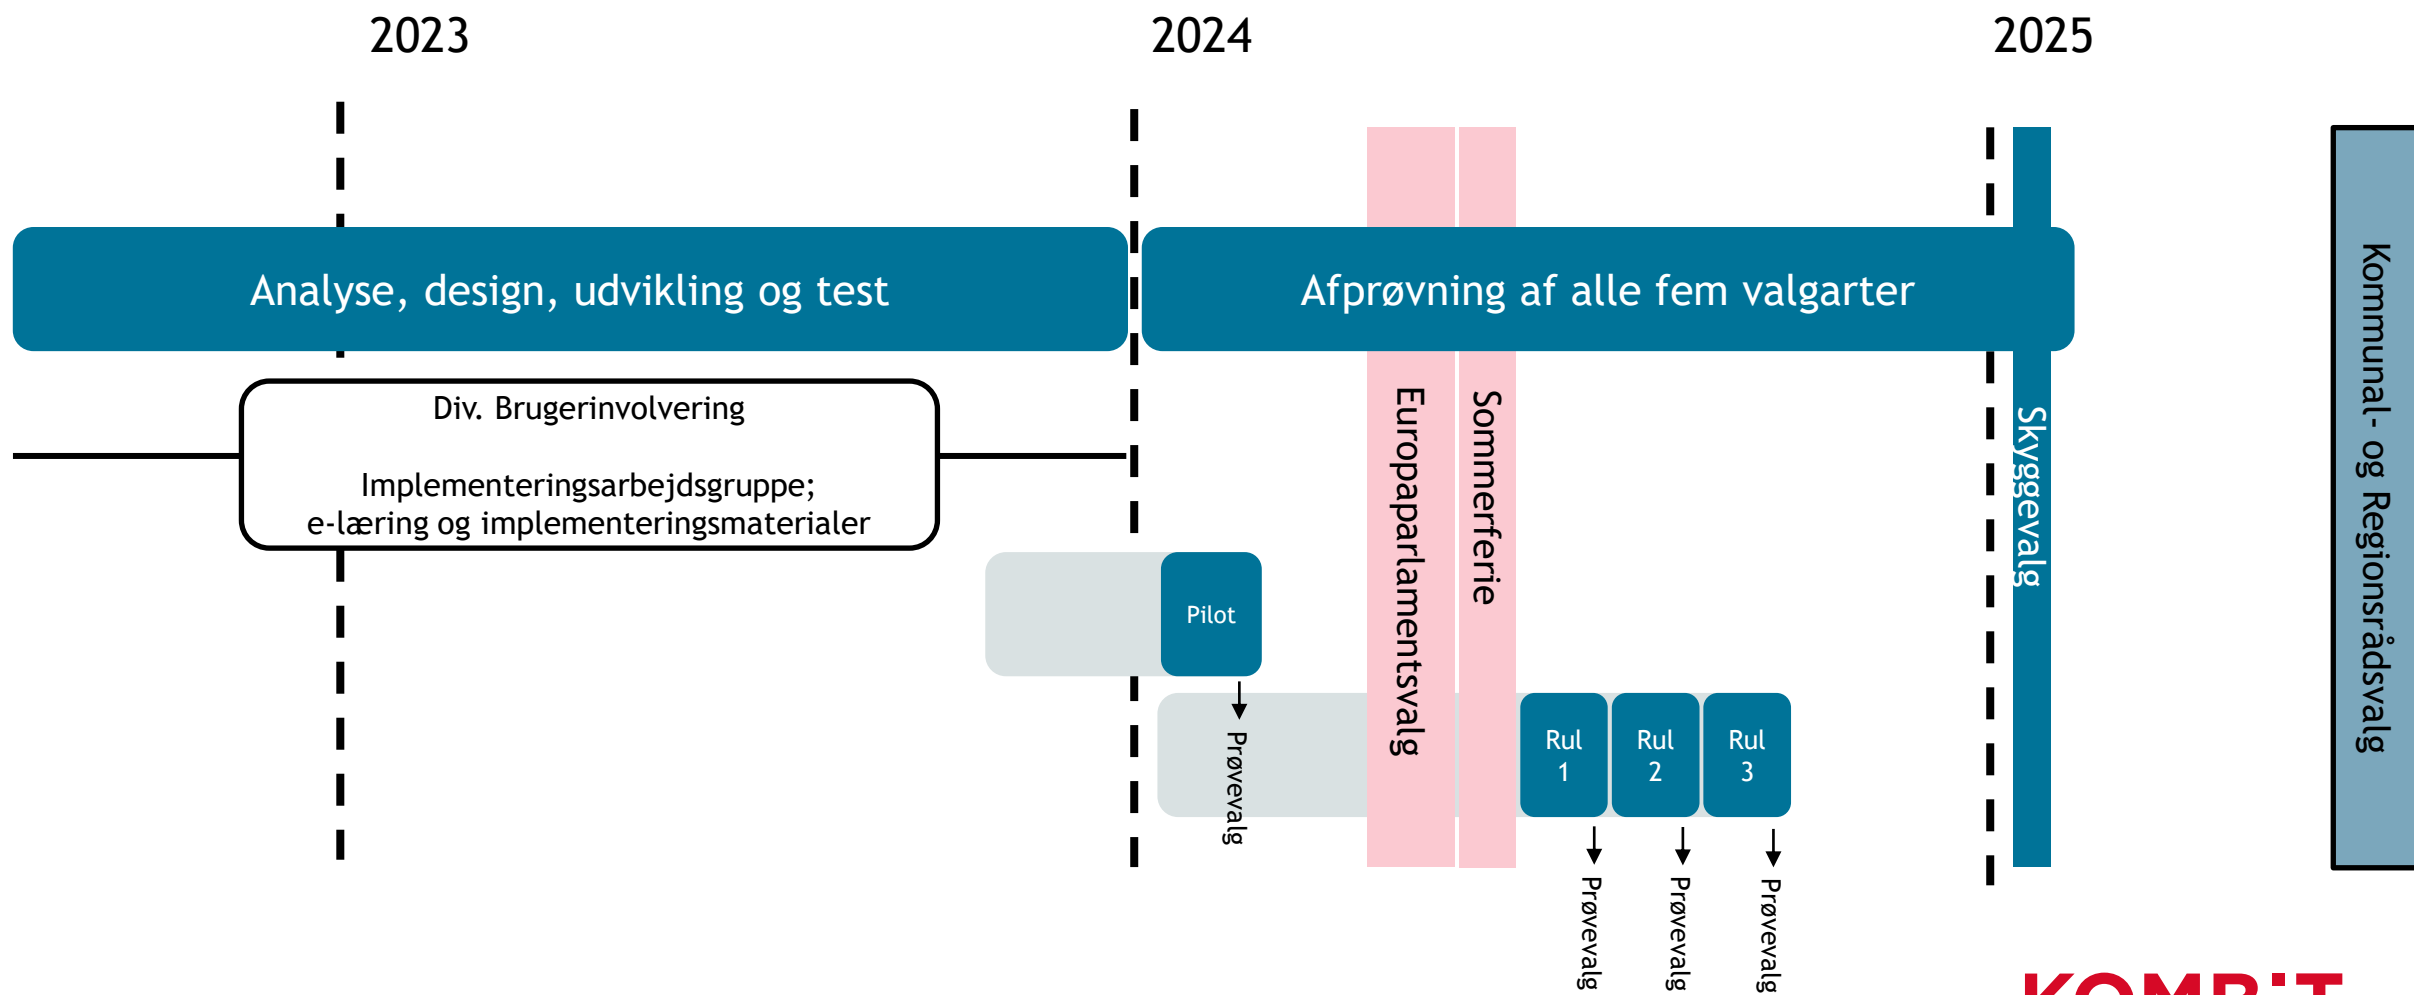 2023
2024
2025
Analyse, design, udvikling og test
Afprøvning af alle fem valgarter
Div. Brugerinvolvering
Implementeringsarbejdsgruppe;
e-læring og implementeringsmaterialer
Europaparlamentsvalg
Sommerferie
Skyggevalg
Kommunal- og Regionsrådsvalg
Pilot
Prøvevalg
Rul
1
Rul
2
Rul
3
Prøvevalg
Prøvevalg
Prøvevalg
KOMBIT